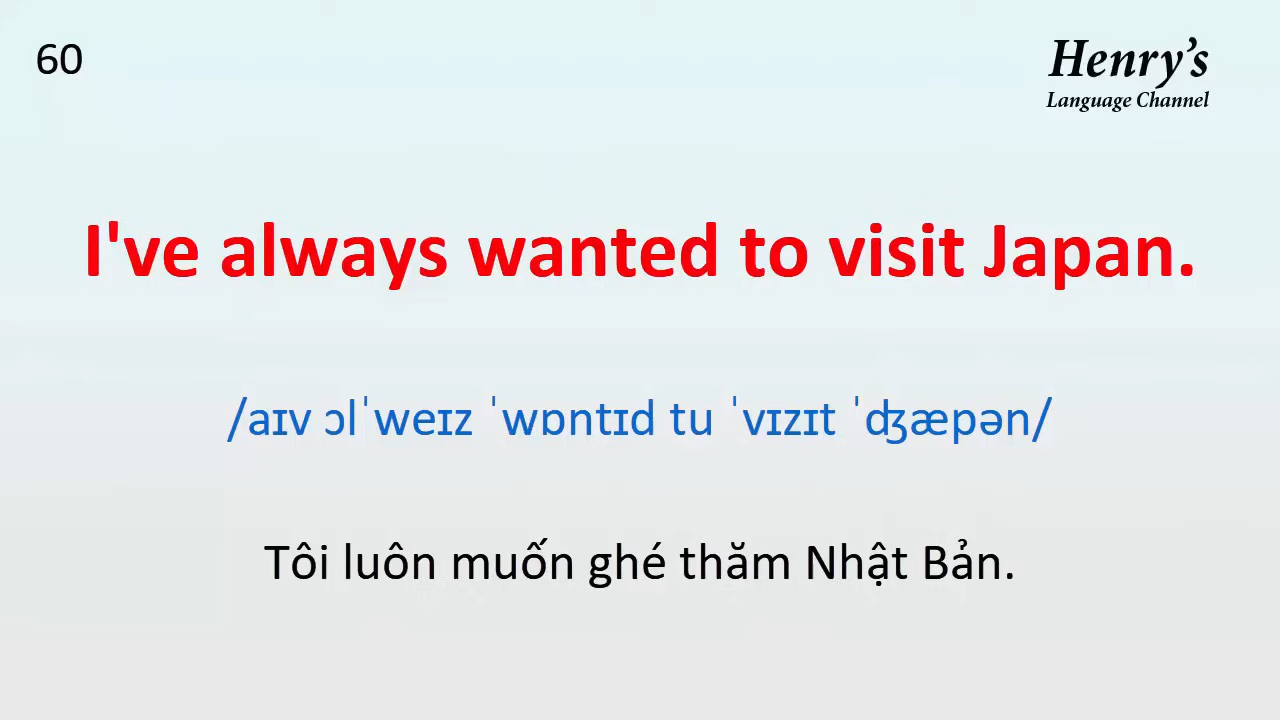 60
Henry’s
Language Channel
I've always wanted to visit Japan.
/aɪv ɔlˈweɪz ˈwɒntɪd tu ˈvɪzɪt ˈʤæpən/
Tôi luôn muốn ghé thăm Nhật Bản.